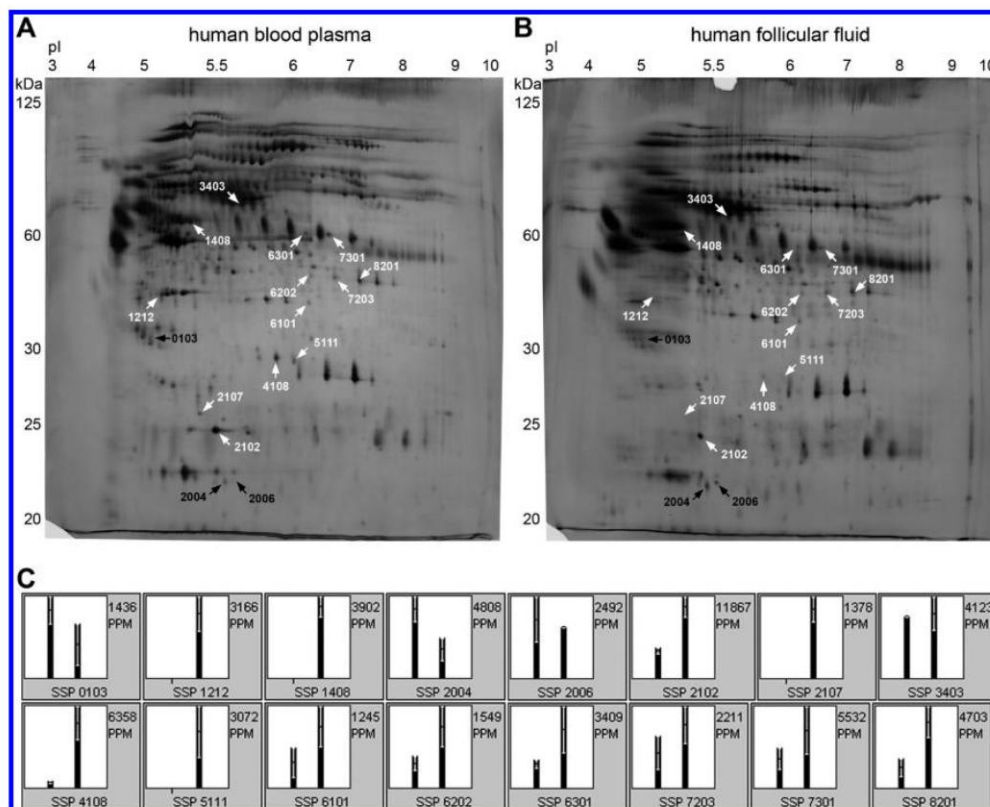 A human blood plasma
B human follicular fluid
pI
3 4 5 5.5 6 7 8 9 10
pI
3 4 5 5.5 6 7 8 9 10
kDa
125
60
30
25
20
3403
1408
6301
7301
8201
6202
7203
1212
6101
0103
5111
4108
2107
2102
2004
2006
kDa
125
60
30
25
20
3403
1408
6301
7301
8201
6202
7203
1212
6101
0103
5111
4108
2107
2102
2004
2006
C
1436 PPM
SSP 0103
3166 PPM
SSP 1212
3902 PPM
SSP 1408
4808 PPM
SSP 2004
2492 PPM
SSP 2006
11867 PPM
SSP 2102
1378 PPM
SSP 2107
4123 PPM
SSP 3403
6358 PPM
SSP 4108
3072 PPM
SSP 5111
1245 PPM
SSP 6101
1549 PPM
SSP 6202
3409 PPM
SSP 6301
2211 PPM
SSP 7203
5532 PPM
SSP 7301
4703 PPM
SSP 8201